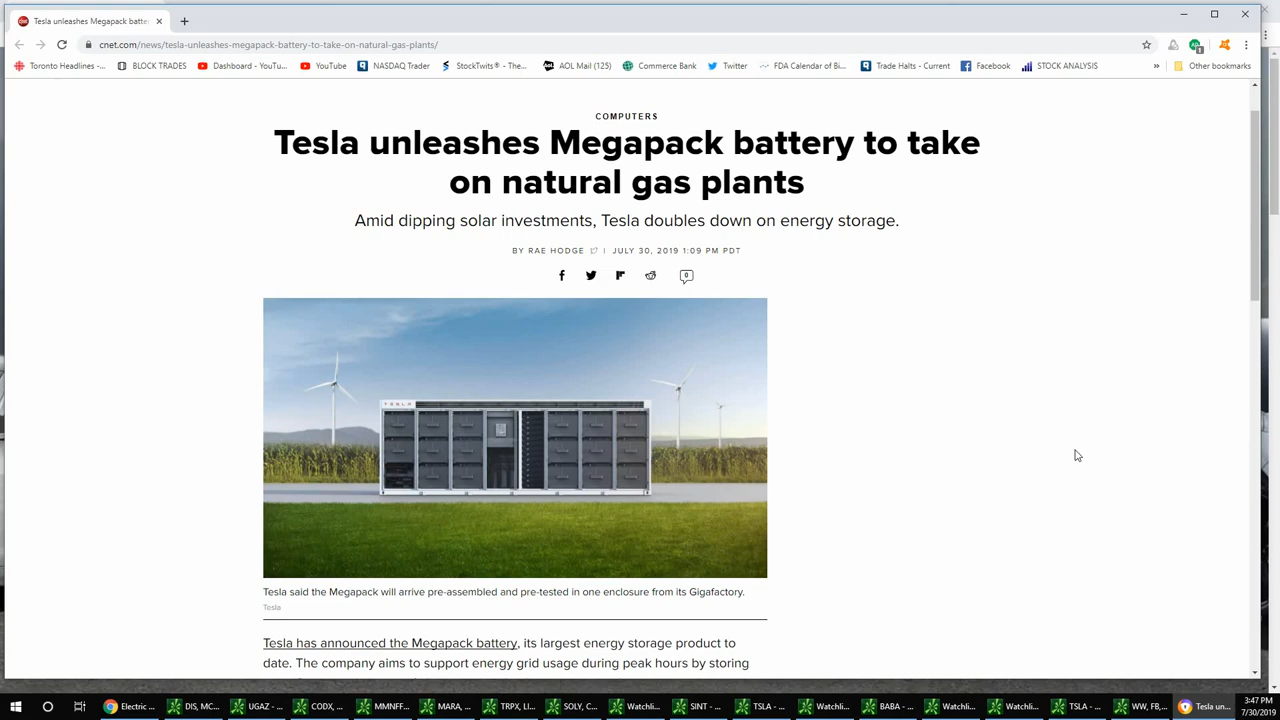 Tesla unleashes Megapack batte
cnet.com/news/tesla-unleashes-megapack-battery-to-take-on-natural-gas-plants/
Toronto Headlines -... BLOCK TRADES Dashboard - YouTu... YouTube NASDAQ Trader StockTwits® - The... AOL Mail (125) Commerce Bank Twitter FDA Calendar of Bi... Trade Halts - Current Facebook STOCK ANALYSIS » Other bookmarks
COMPUTERS
Tesla unleashes Megapack battery to take
on natural gas plants
Amid dipping solar investments, Tesla doubles down on energy storage.
BY RAE HODGE | JULY 30, 2019 1:09 PM PDT
0
TESLA
Tesla said the Megapack will arrive pre-assembled and pre-tested in one enclosure from its Gigafactory.
Tesla
Tesla has announced the Megapack battery, its largest energy storage product to
date. The company aims to support energy grid usage during peak hours by storing
Electric ... DIS, MC... UGAZ - ... CODX, ... MMNFF... MARA, ... TRPX, LI... SOLY, C... Watchli... SINT - ... TSLA - ... Watchli... BABA - ... Watchli... Watchli... TSLA - ... WW, FB,... Tesla un...
3:47 PM
7/30/2019